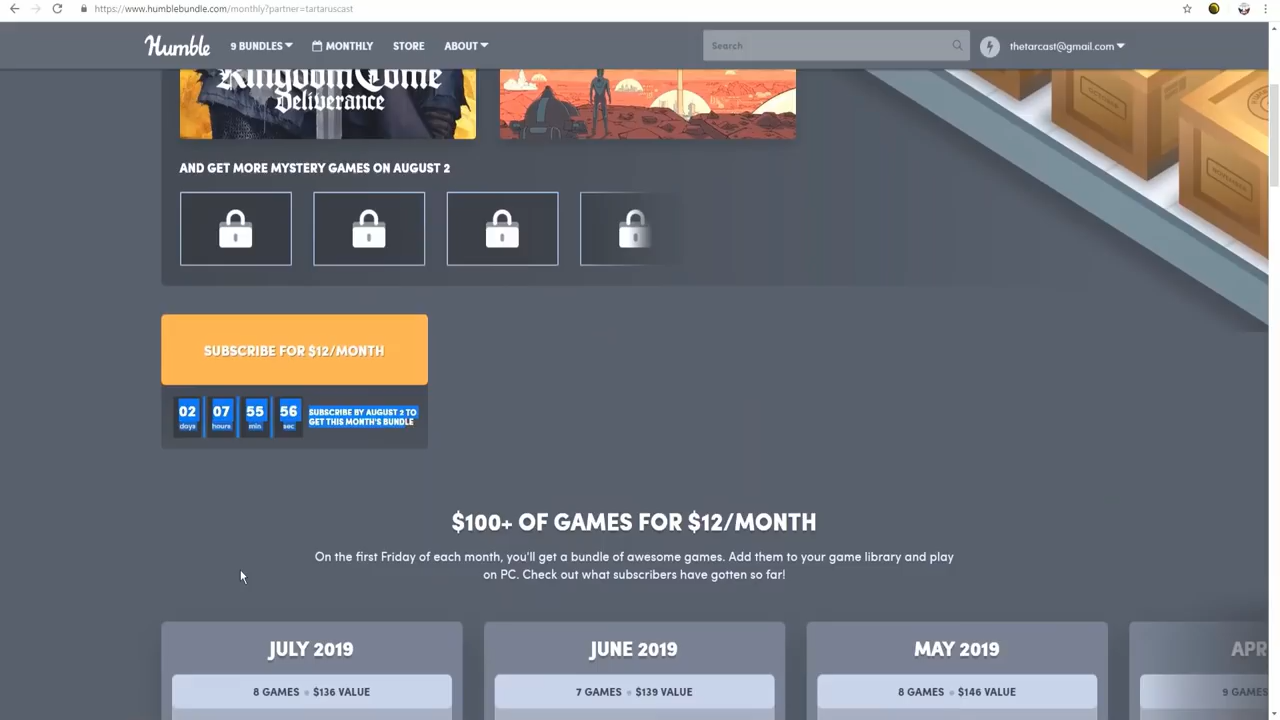 https://www.humblebundle.com/monthly?partner=tartaruscast
Humble
9 BUNDLES
MONTHLY
STORE
ABOUT
Search
thetarcast@gmail.com
KINGDOM COME
Deliverance
OCTOBER
NOVEMBER
AND GET MORE MYSTERY GAMES ON AUGUST 2
SUBSCRIBE FOR $12/MONTH
02 07 55 56
days hours min sec
SUBSCRIBE BY AUGUST 2 TO
GET THIS MONTH'S BUNDLE
$100+ OF GAMES FOR $12/MONTH
On the first Friday of each month, you'll get a bundle of awesome games. Add them to your game library and play
on PC. Check out what subscribers have gotten so far!
JULY 2019
8 GAMES = $136 VALUE
JUNE 2019
7 GAMES = $139 VALUE
MAY 2019
8 GAMES = $146 VALUE
APR
9 GAMES